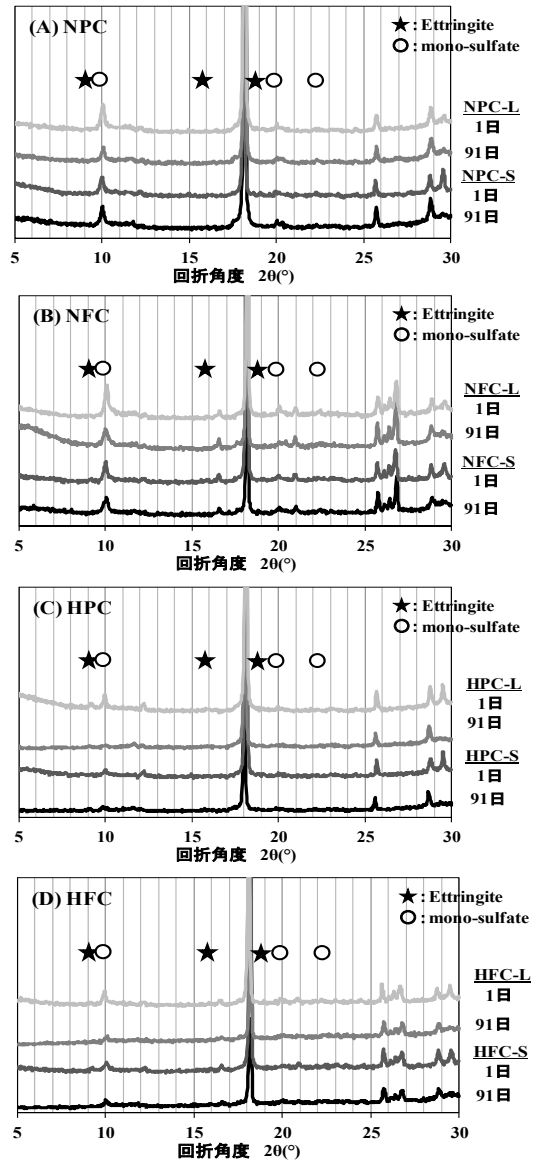 (A) NPC
★: Ettringite
○: mono-sulfate
NPC-L
1日
91日
NPC-S
1日
91日
5 10 15 20 25 30
回折角度 2θ(°)
(B) NFC
★: Ettringite
○: mono-sulfate
NFC-L
1日
91日
NFC-S
1日
91日
5 10 15 20 25 30
回折角度 2θ(°)
(C) HPC
★: Ettringite
○: mono-sulfate
HPC-L
1日
91日
HPC-S
1日
91日
5 10 15 20 25 30
回折角度 2θ(°)
(D) HFC
★: Ettringite
○: mono-sulfate
HFC-L
1日
91日
HFC-S
1日
91日
5 10 15 20 25 30
回折角度 2θ(°)